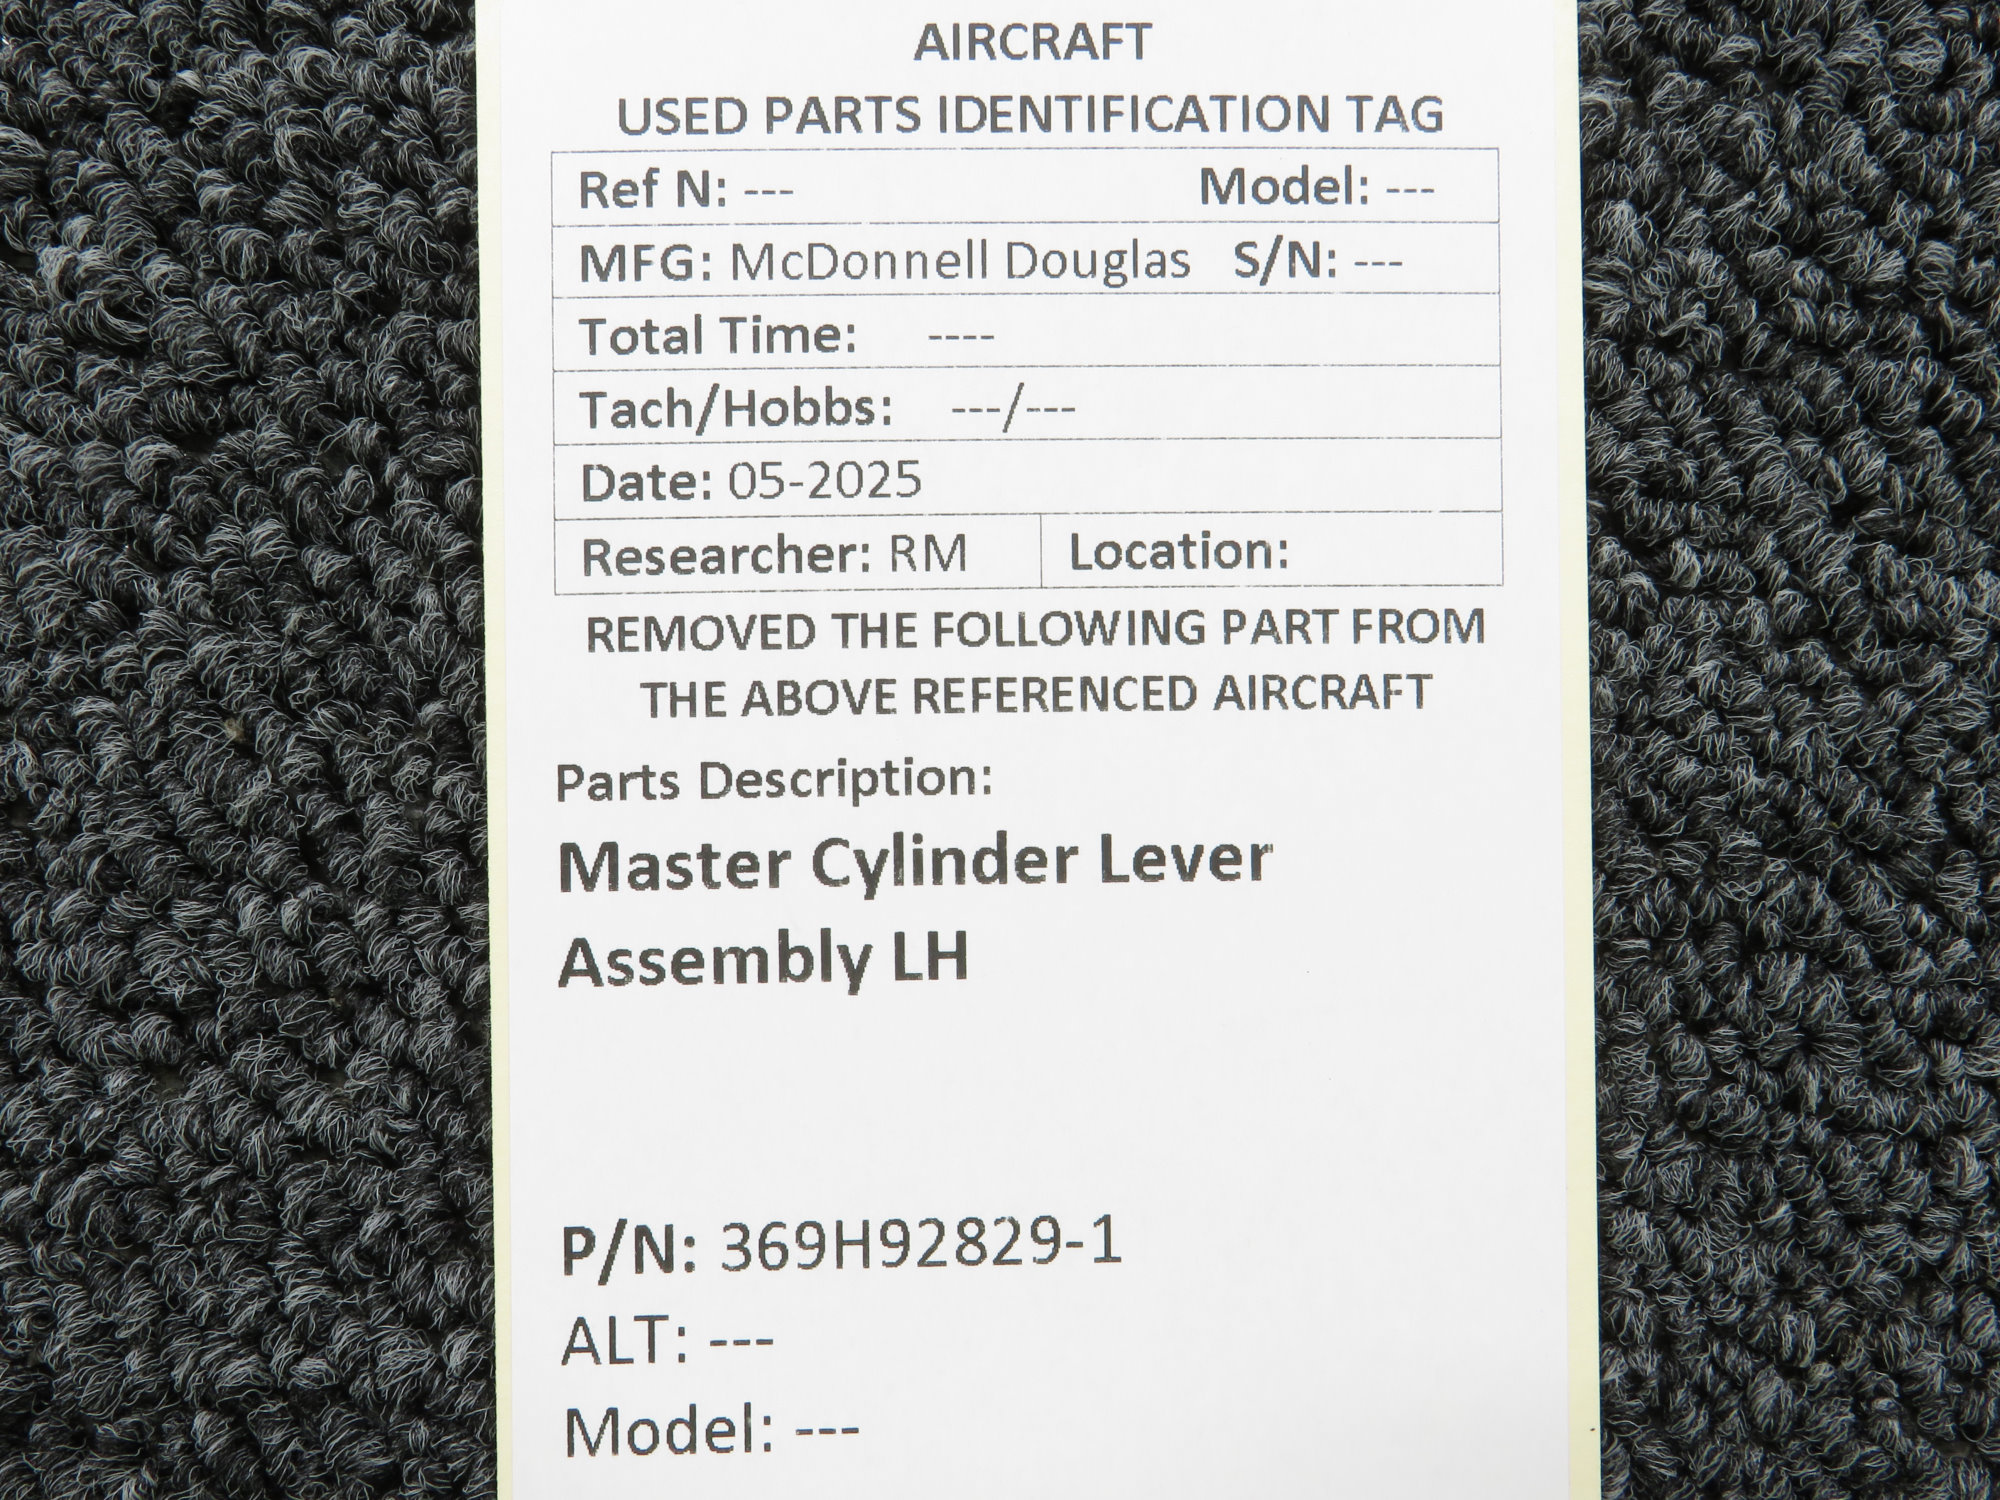 AIRCRAFT
USED PARTS IDENTIFICATION TAG
Ref N: --- Model: ---
MFG: McDonnell Douglas S/N: ---
Total Time: ----
Tach/Hobbs: ---/---
Date: 05-2025
Researcher: RM Location:
REMOVED THE FOLLOWING PART FROM
THE ABOVE REFERENCED AIRCRAFT
Parts Description:
Master Cylinder Lever
Assembly LH
P/N: 369H92829-1
ALT: ---
Model: ---